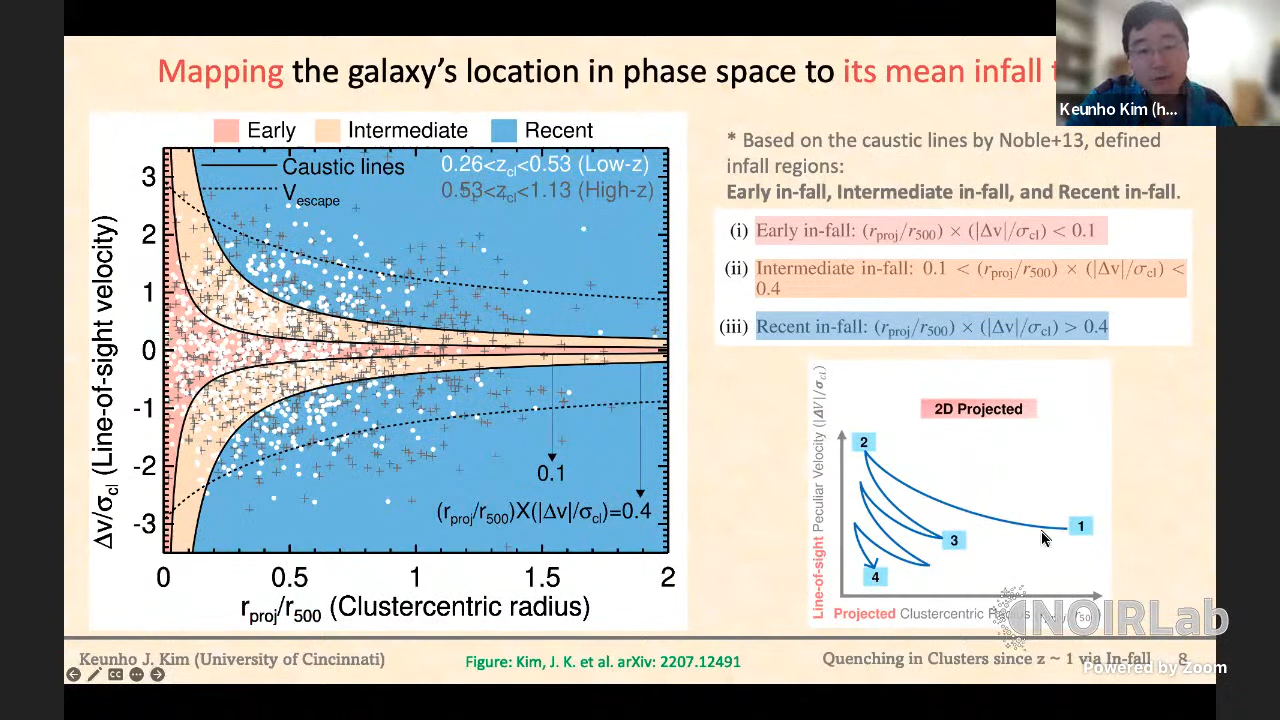 Mapping the galaxy's location in phase space to its mean infall
Keunho Kim (h...
Early Intermediate Recent
Caustic lines
V_escape
0.26<z_cl<0.53 (Low-z)
0.53<z_cl<1.13 (High-z)
3
2
1
0
-1
-2
-3
Δv/σ_cl (Line-of-sight velocity)
0.1
(r_proj/r_500)X(|Δv|/σ_cl)=0.4
0 0.5 1 1.5 2
r_proj/r_500 (Clustercentric radius)
* Based on the caustic lines by Noble+13, defined
infall regions:
Early in-fall, Intermediate in-fall, and Recent in-fall.
(i) Early in-fall: (r_proj/r_500) × (|Δv|/σ_cl) < 0.1
(ii) Intermediate in-fall: 0.1 < (r_proj/r_500) × (|Δv|/σ_cl) <
0.4
(iii) Recent in-fall: (r_proj/r_500) × (|Δv|/σ_cl) > 0.4
2D Projected
Line-of-sight Peculiar Velocity (|ΔV|/σ_cl)
2
1
3
4
Projected Clustercentric Radius
NOIRLab
Keunho J. Kim (University of Cincinnati)
Figure: Kim, J. K. et al. arXiv: 2207.12491
Quenching in Clusters since z ~ 1 via In-fall 8
Powered by Zoom